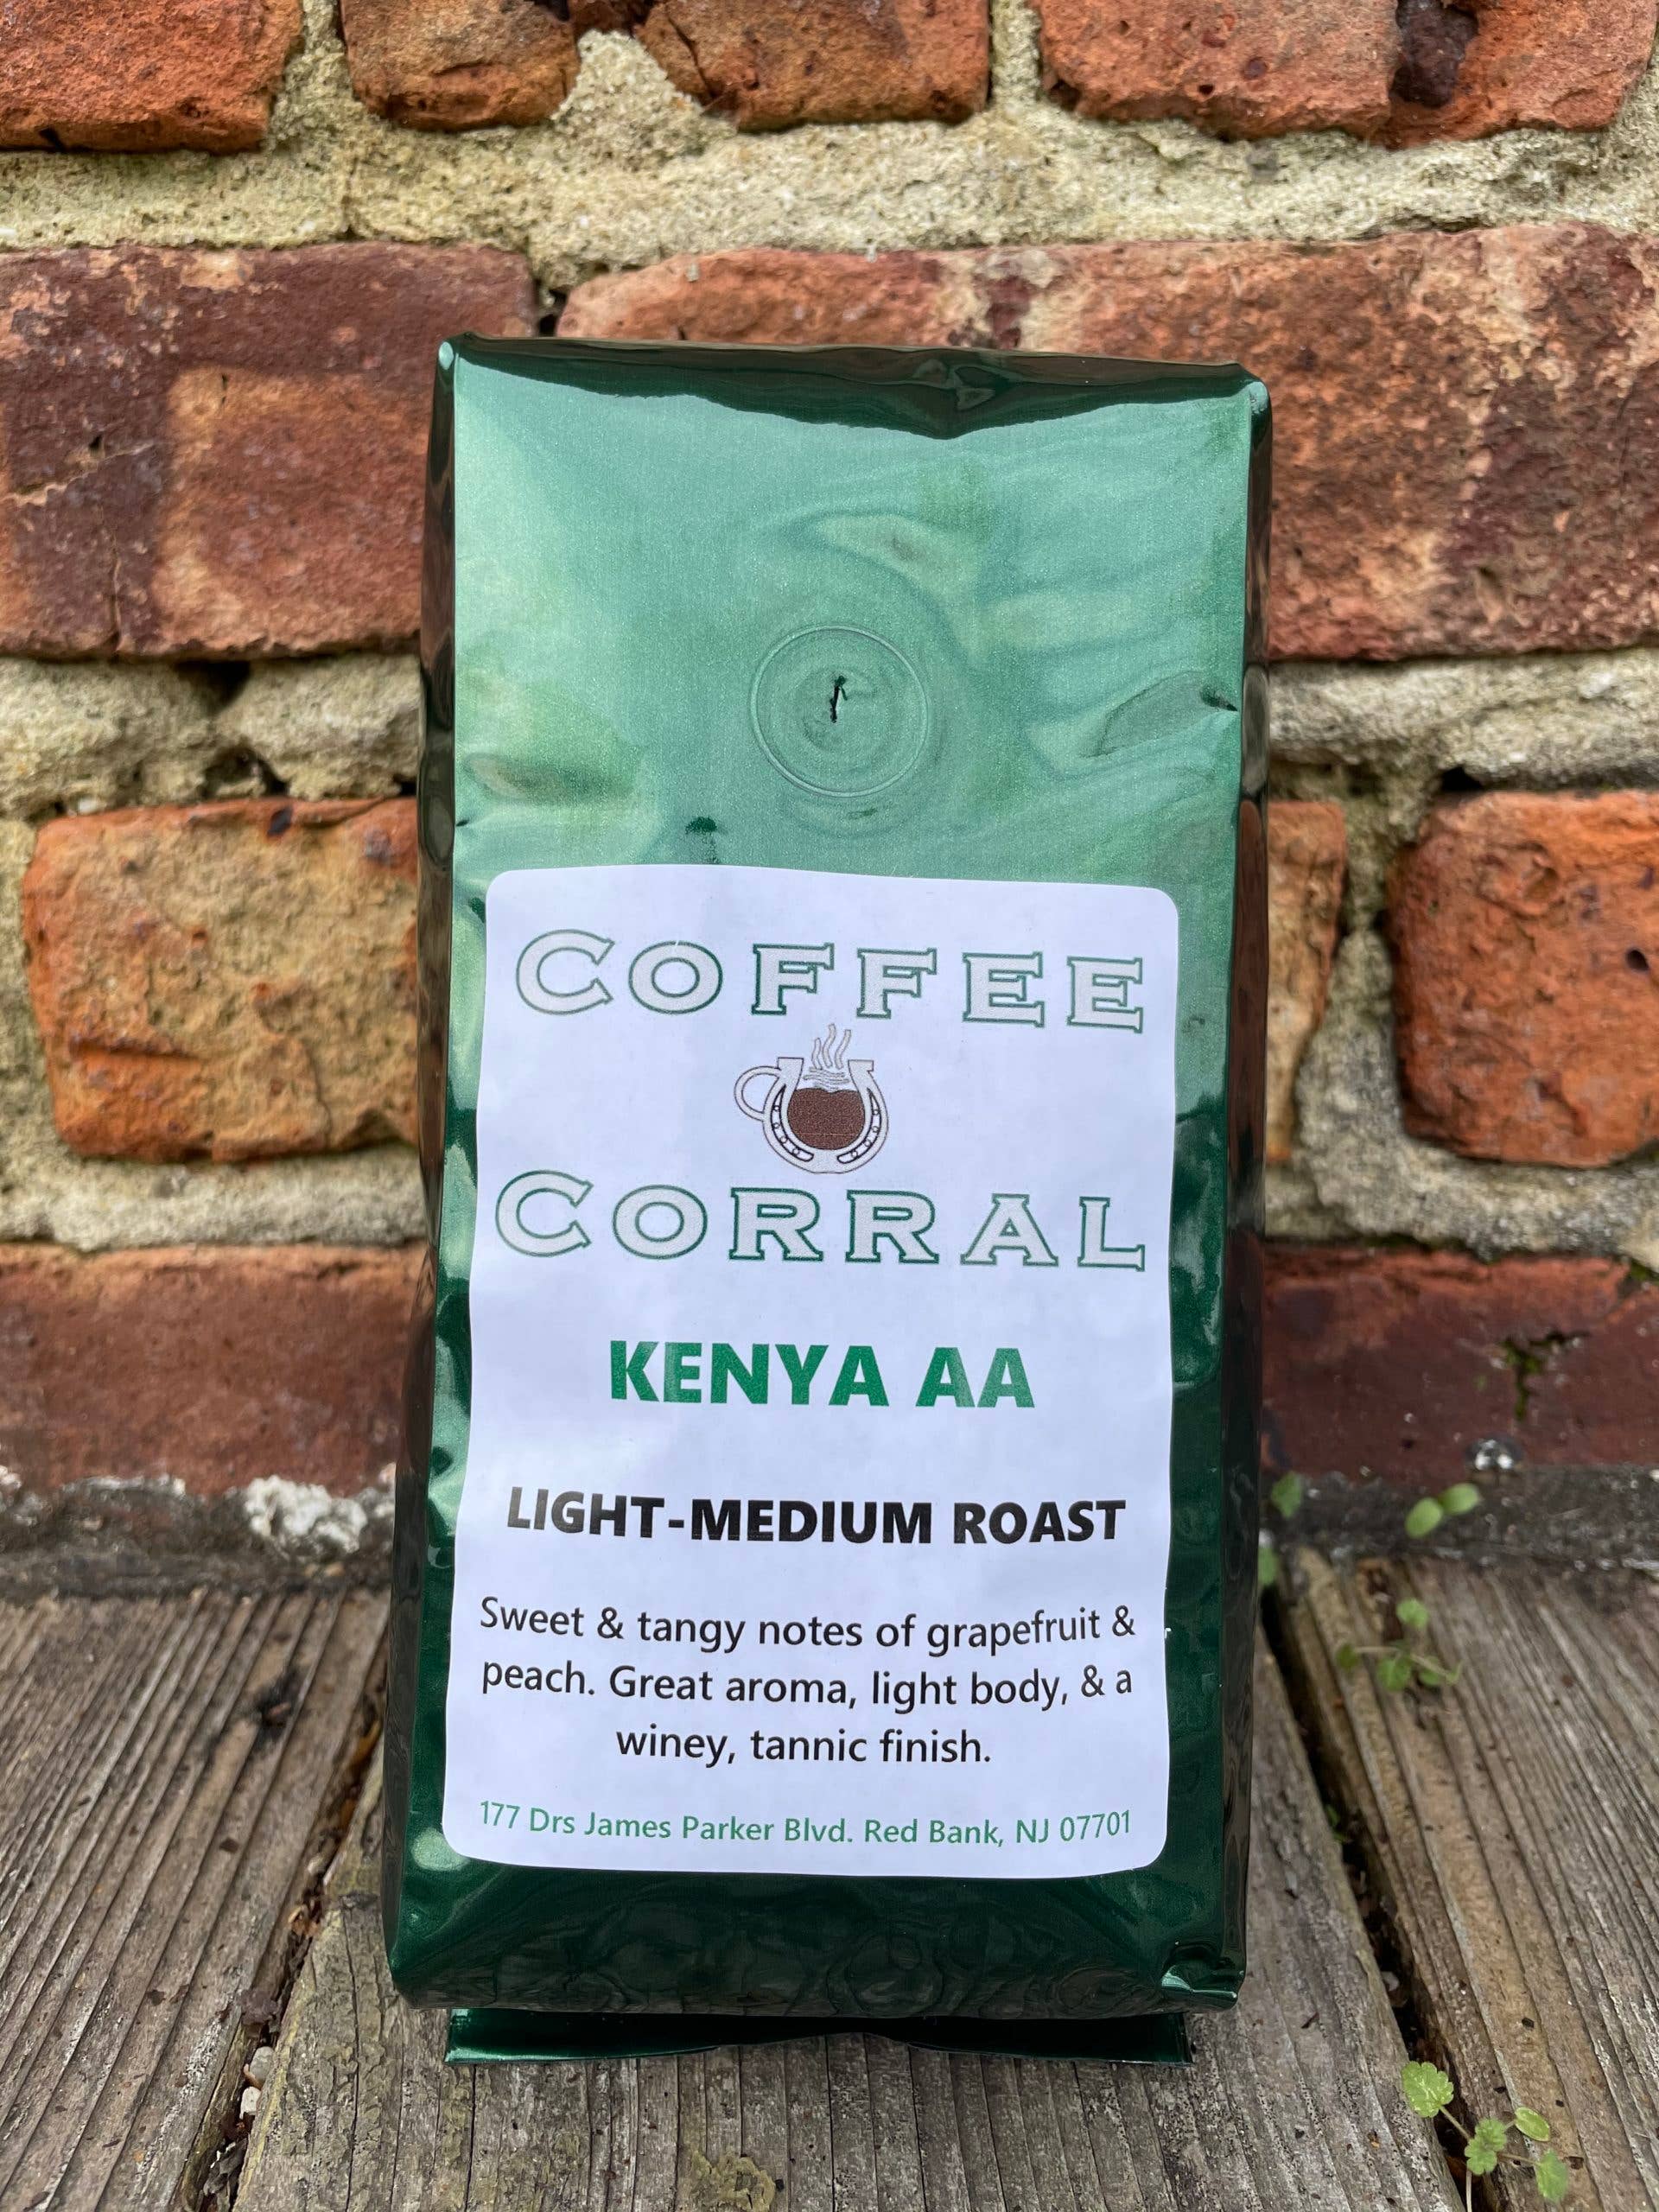 COFFEE
CORRAL
KENYA AA
LIGHT-MEDIUM ROAST
Sweet & tangy notes of grapefruit &
peach. Great aroma, light body, & a
winey, tannic finish.
177 Drs James Parker Blvd. Red Bank, NJ 07701